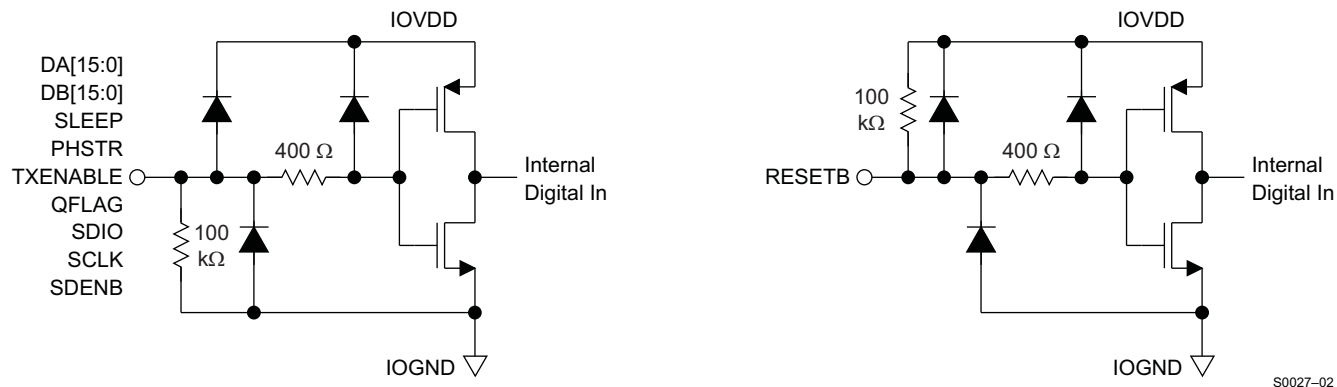 IOVDD
DA[15:0]
DB[15:0]
SLEEP
PHSTR
TXENABLE
QFLAG
SDIO
SCLK
SDENB
400 Ω
100
kΩ
Internal
Digital In
IOGND
IOVDD
100
kΩ
400 Ω
RESETB
Internal
Digital In
IOGND
S0027–02